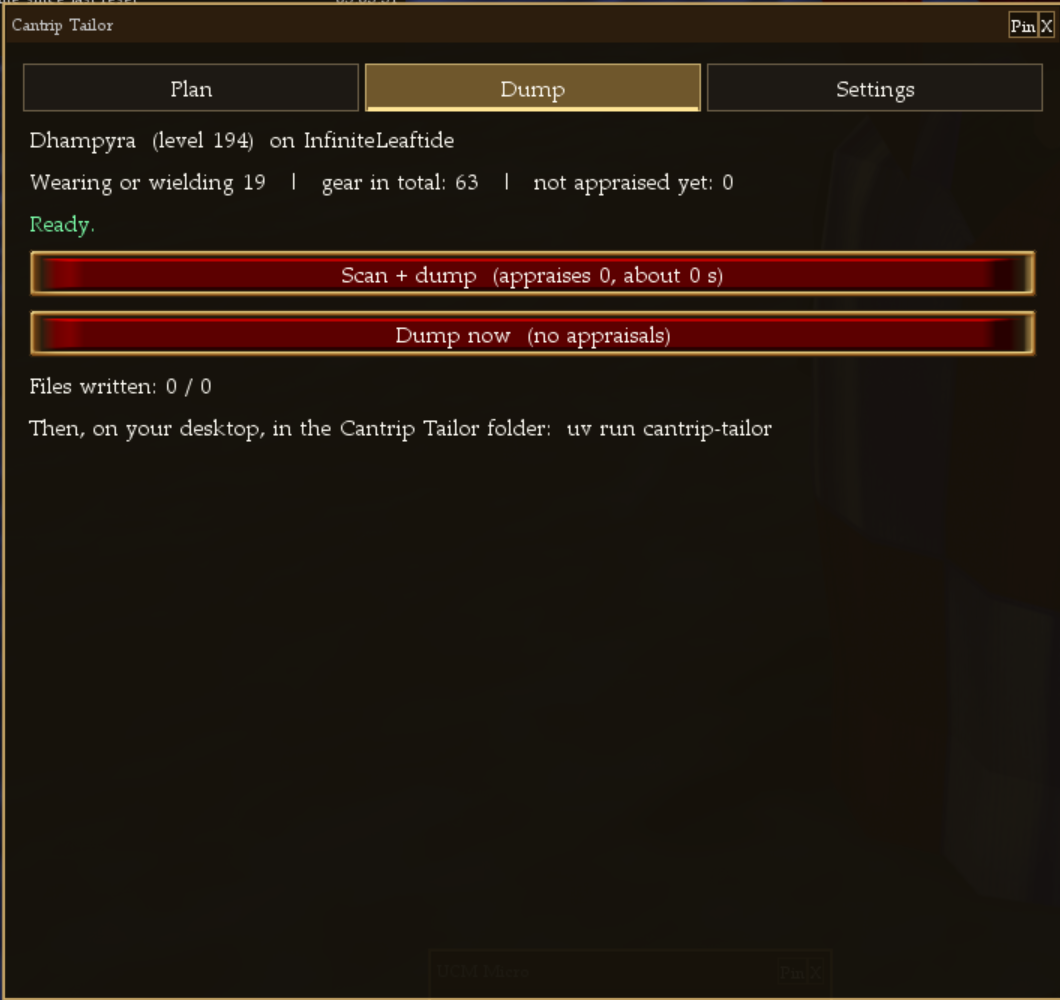 Cantrip Tailor
Pin X
Plan
Dump
Settings
Dhampyra (level 194) on InfiniteLeaftide
Wearing or wielding 19 | gear in total: 63 | not appraised yet: 0
Ready.
Scan + dump (appraises 0, about 0 s)
Dump now (no appraisals)
Files written: 0 / 0
Then, on your desktop, in the Cantrip Tailor folder: uv run cantrip-tailor
Pin X